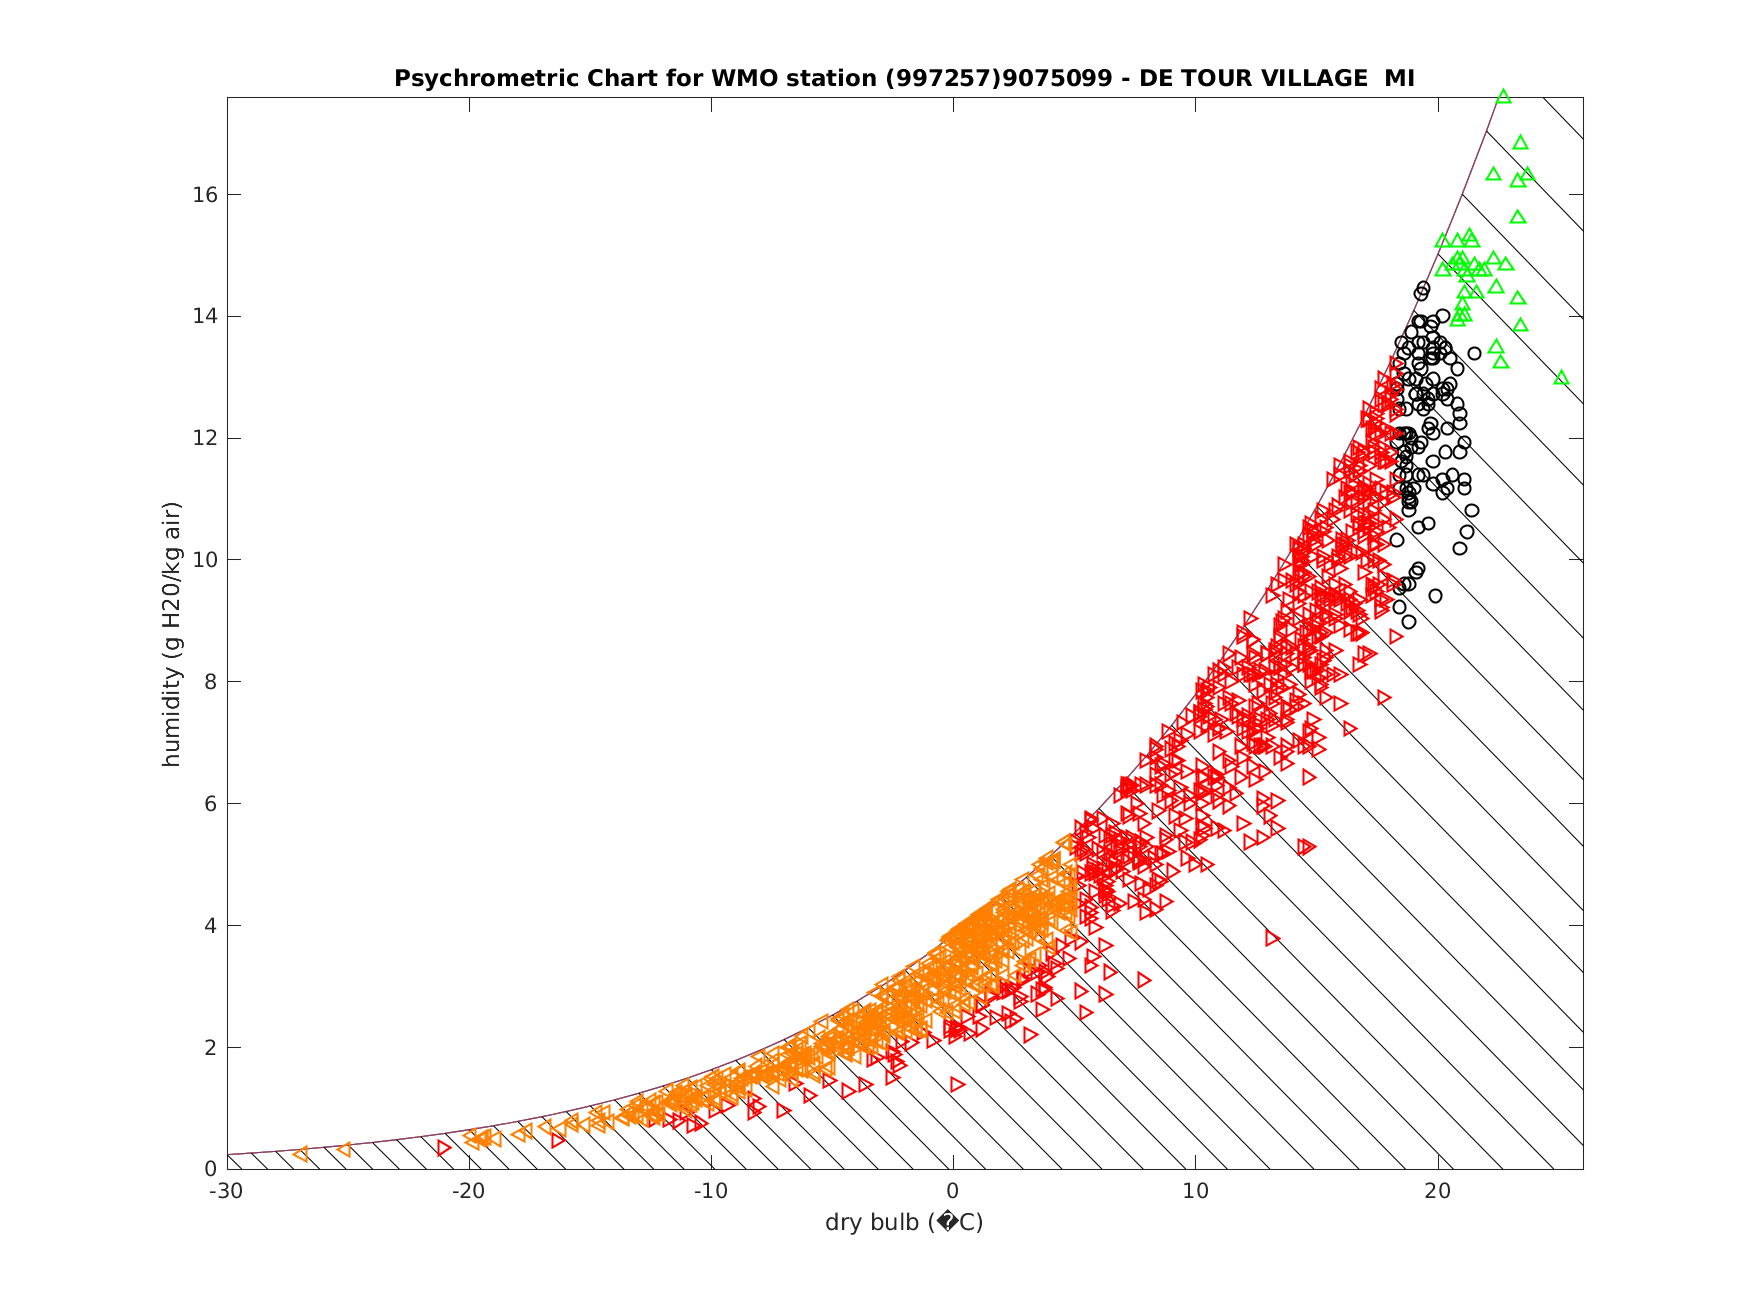 Psychrometric Chart for WMO station (997257)9075099 - DE TOUR VILLAGE  MI
humidity (g H20/kg air)
16
14
12
10
8
6
4
2
0
-30 -20 -10 0 10 20
dry bulb (�C)